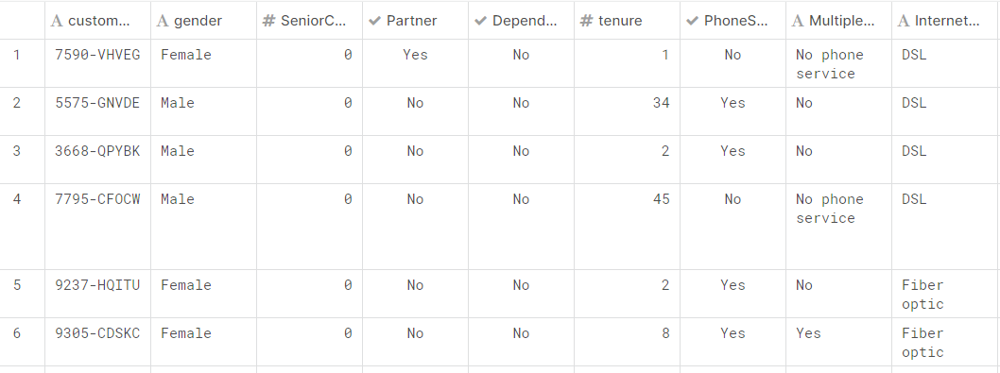 custom... gender SeniorC... Partner Depend... tenure PhoneS... Multiple... Internet...
1 7590-VHVEG Female 0 Yes No 1 No No phone service DSL
2 5575-GNVDE Male 0 No No 34 Yes No DSL
3 3668-QPYBK Male 0 No No 2 Yes No DSL
4 7795-CFOCW Male 0 No No 45 No No phone service DSL
5 9237-HQITU Female 0 No No 2 Yes No Fiber optic
6 9305-CDSKC Female 0 No No 8 Yes Yes Fiber optic